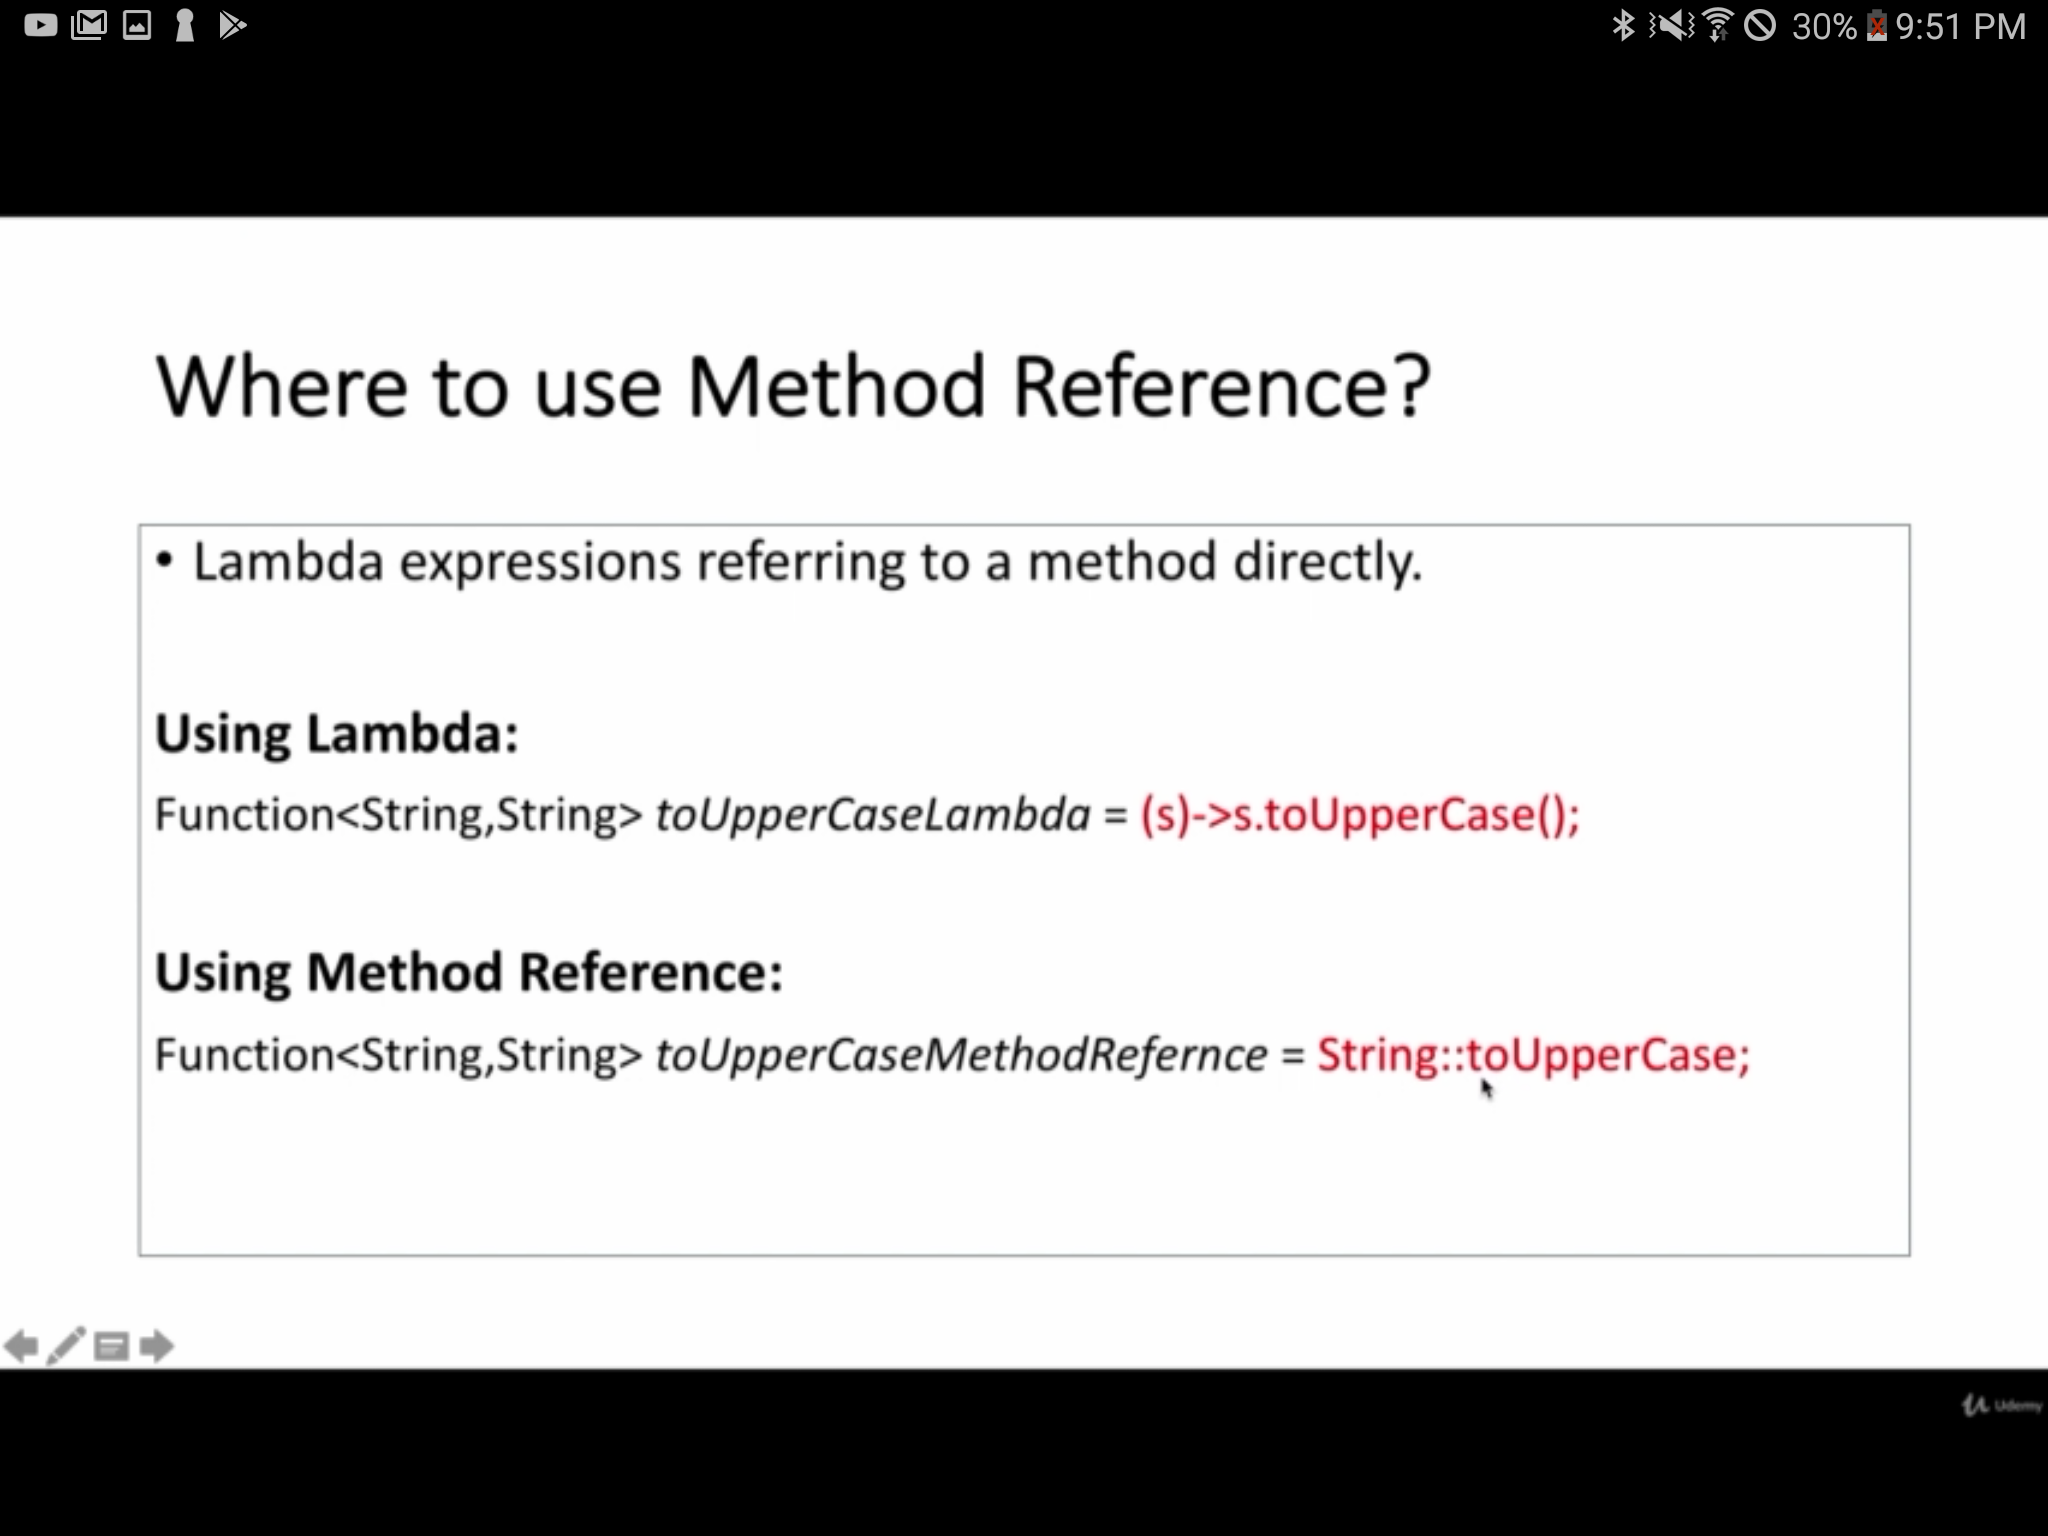 30% 9:51 PM
Where to use Method Reference?
• Lambda expressions referring to a method directly.
Using Lambda:
Function<String,String> toUpperCaseLambda = (s)->s.toUpperCase();
Using Method Reference:
Function<String,String> toUpperCaseMethodRefernce = String::toUpperCase;
Udemy